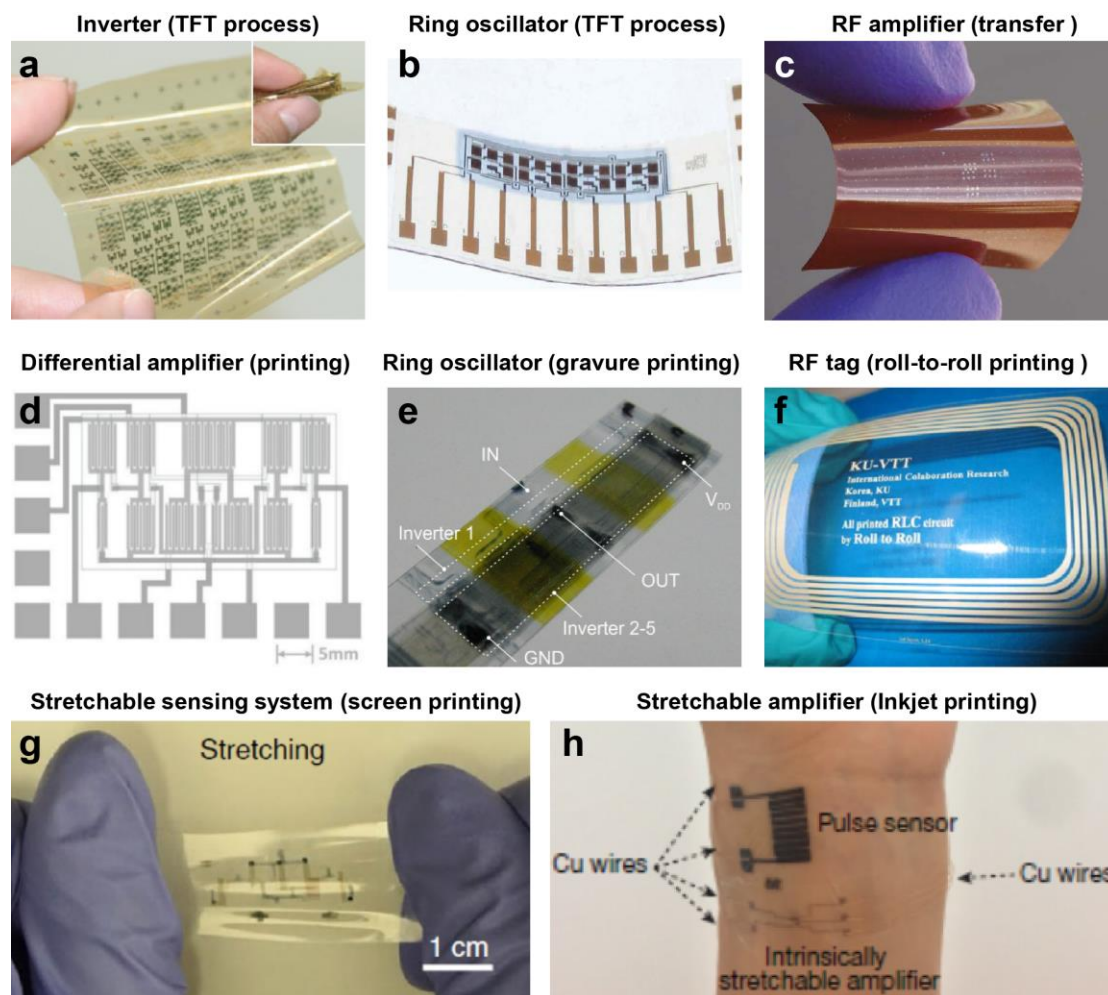 Inverter (TFT process)
Ring oscillator (TFT process)
RF amplifier (transfer )
a
b
c
Differential amplifier (printing)
Ring oscillator (gravure printing)
RF tag (roll-to-roll printing )
d
5mm
e
IN
V_DD
Inverter 1
OUT
Inverter 2-5
GND
f
KU-VTT
International Colaboration Research
Korea, KU
Finland, VTT
All printed RLC circuit
by Roll to Roll
Stretchable sensing system (screen printing)
Stretchable amplifier (Inkjet printing)
g
Stretching
1 cm
h
Pulse sensor
Cu wires
Cu wires
Intrinsically
stretchable amplifier